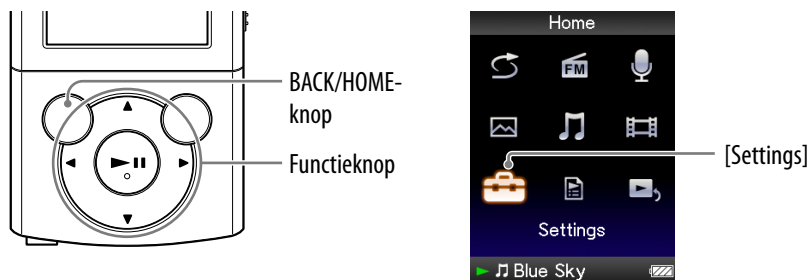 BACK/HOME-
knop
Functieknop
Home
FM
[Settings]
Settings
Blue Sky